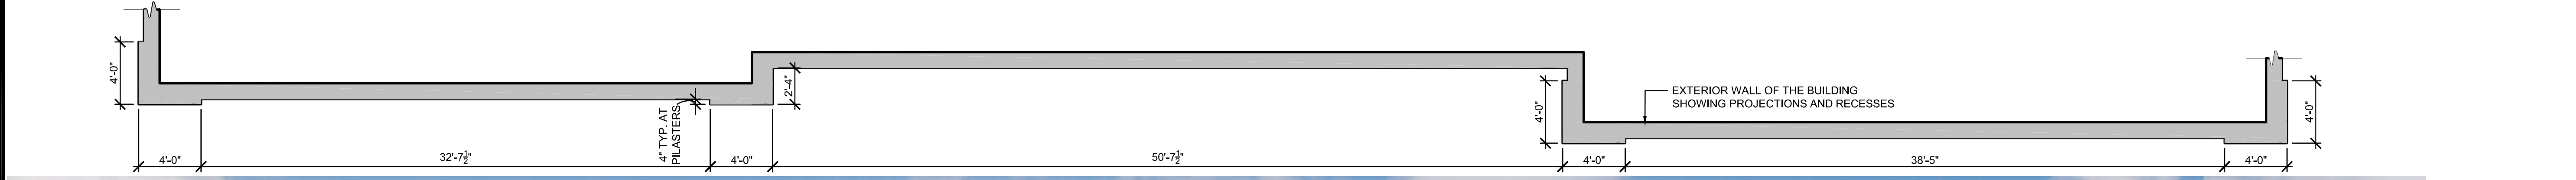 4'-0"
2'-4"
4" TYP. AT
PILASTERS
4'-0"
EXTERIOR WALL OF THE BUILDING
SHOWING PROJECTIONS AND RECESSES
4'-0"
4'-0"
32'-7½"
4'-0"
50'-7½"
4'-0"
38'-5"
4'-0"